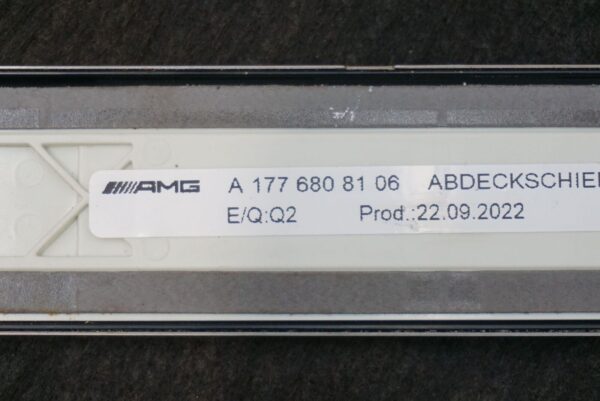 AMG A 177 680 81 06 ABDECKSCHIE
E/Q:Q2 Prod.:22.09.2022